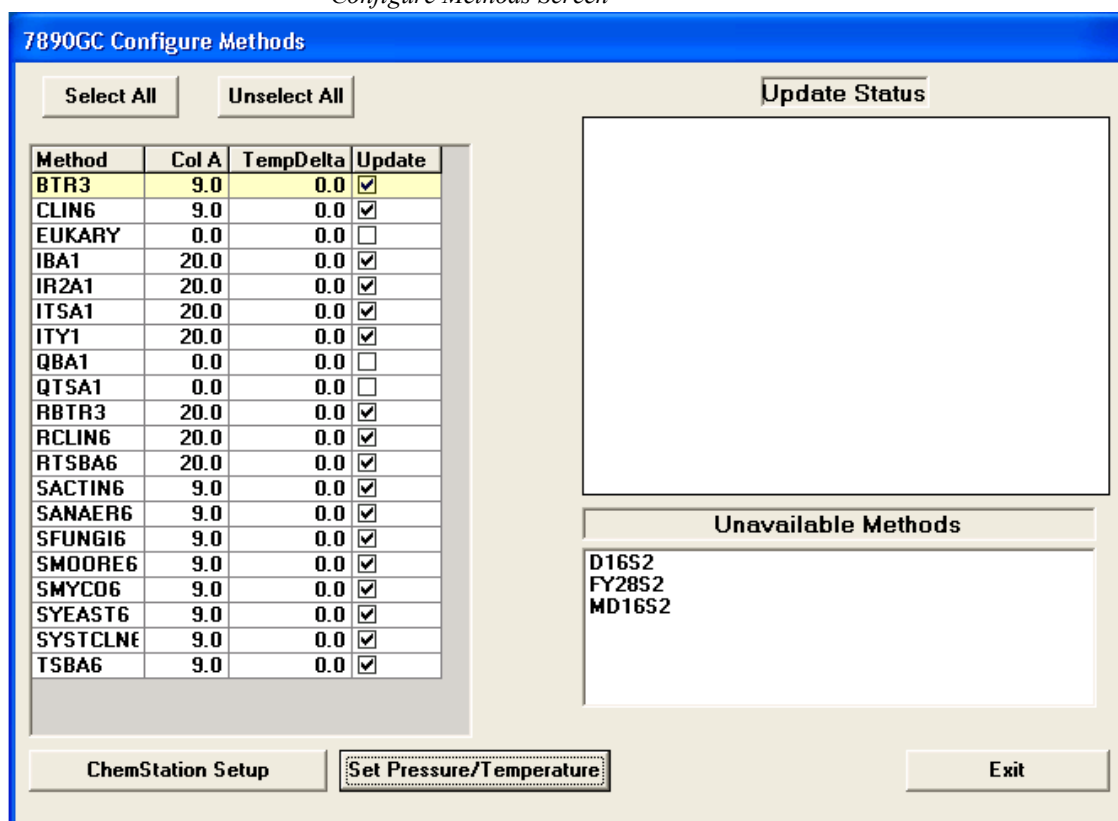 Configure Methods Screen
7890GC Configure Methods
Select All Unselect All
Update Status
Method Col A TempDelta Update
BTR3 9.0 0.0
CLIN6 9.0 0.0
EUKARY 0.0 0.0
IBA1 20.0 0.0
IR2A1 20.0 0.0
ITSA1 20.0 0.0
ITY1 20.0 0.0
QBA1 0.0 0.0
QTSA1 0.0 0.0
RBTR3 20.0 0.0
RCLIN6 20.0 0.0
RTSBA6 20.0 0.0
SACTIN6 9.0 0.0
SANAER6 9.0 0.0
SFUNGI6 9.0 0.0
SMOORE6 9.0 0.0
SMYCO6 9.0 0.0
SYEAST6 9.0 0.0
SYSTCLN6 9.0 0.0
TSBA6 9.0 0.0
Unavailable Methods
D16S2
FY28S2
MD16S2
ChemStation Setup Set Pressure/Temperature Exit